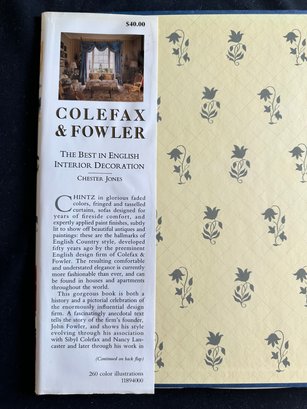 $40.00
COLEFAX
& FOWLER
THE BEST IN ENGLISH
INTERIOR DECORATION
CHESTER JONES
CHINTZ in glorious faded
colors, fringed and tasselled
curtains, sofas designed for
years of fireside comfort, and
expertly applied paint finishes, subtly
lit to show off beautiful antiques and
paintings: these are the hallmarks of
English Country style, developed
fifty years ago by the preeminent
English design firm of Colefax &
Fowler. The resulting comfortable
and understated elegance is currently
more fashionable than ever, and can
be found in houses and apartments
throughout the world.
This gorgeous book is both a
history and a pictorial celebration of
the enormously influential design
firm. A fascinatingly anecdotal text
tells the story of the firm's founder,
John Fowler, and shows his style
evolving through his association
with Sibyl Colefax and Nancy Lan-
caster and later through his work in
(Continued on back flap)
260 color illustrations
11894000